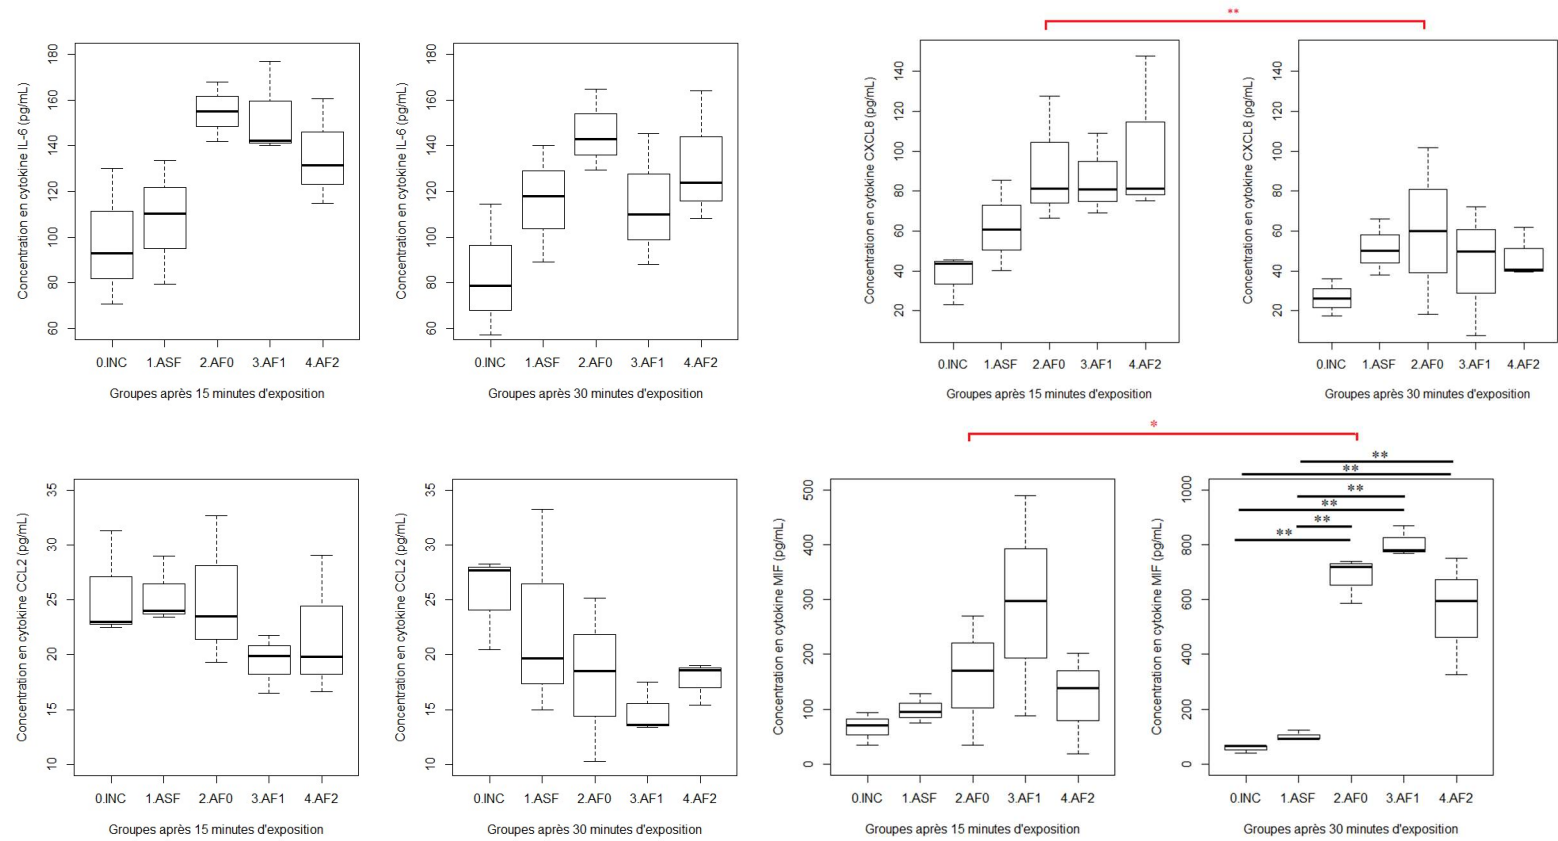 **
Concentration en cytokine IL-6 (pg/mL)
180
160
140
120
100
80
60
0.INC 1.ASF 2.AF0 3.AF1 4.AF2
Groupes après 15 minutes d'exposition
Concentration en cytokine IL-6 (pg/mL)
180
160
140
120
100
80
60
0.INC 1.ASF 2.AF0 3.AF1 4.AF2
Groupes après 30 minutes d'exposition
Concentration en cytokine CXCL8 (pg/mL)
140
120
100
80
60
40
20
0.INC 1.ASF 2.AF0 3.AF1 4.AF2
Groupes après 15 minutes d'exposition
Concentration en cytokine CXCL8 (pg/mL)
140
120
100
80
60
40
20
0.INC 1.ASF 2.AF0 3.AF1 4.AF2
Groupes après 30 minutes d'exposition
Concentration en cytokine CCL2 (pg/mL)
35
30
25
20
15
10
0.INC 1.ASF 2.AF0 3.AF1 4.AF2
Groupes après 15 minutes d'exposition
Concentration en cytokine CCL2 (pg/mL)
35
30
25
20
15
10
0.INC 1.ASF 2.AF0 3.AF1 4.AF2
Groupes après 30 minutes d'exposition
*
Concentration en cytokine MIF (pg/mL)
500
400
300
200
100
0
0.INC 1.ASF 2.AF0 3.AF1 4.AF2
Groupes après 15 minutes d'exposition
**
**
**
**
**
**
Concentration en cytokine MIF (pg/mL)
1000
800
600
400
200
0
0.INC 1.ASF 2.AF0 3.AF1 4.AF2
Groupes après 30 minutes d'exposition